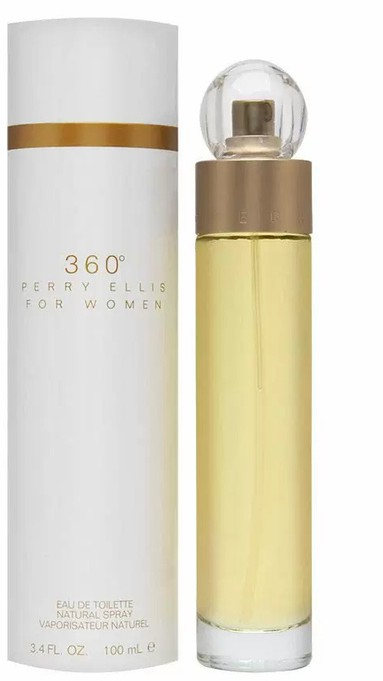 360°
PERRY ELLIS
FOR WOMEN
EAU DE TOILETTE
NATURAL SPRAY
VAPORISATEUR NATUREL
3.4 FL. OZ. 100 mL ℮